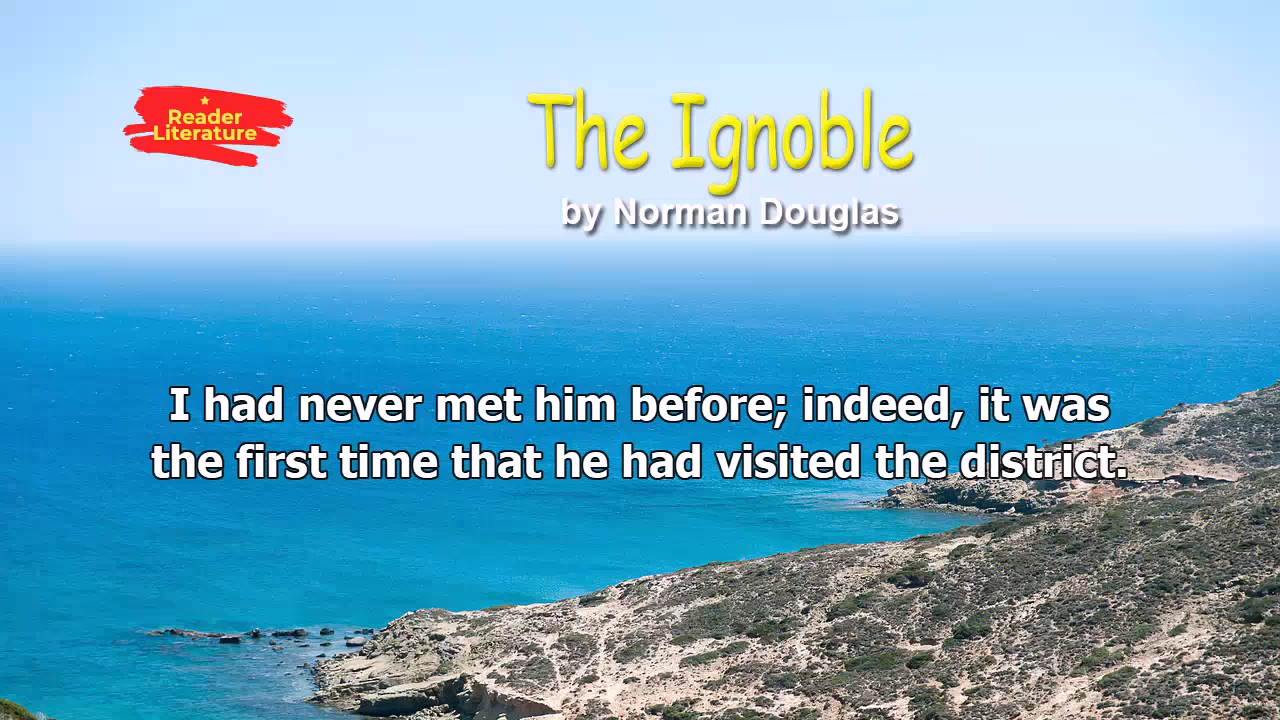 Reader
Literature
The Ignoble
by Norman Douglas
I had never met him before; indeed, it was
the first time that he had visited the district.